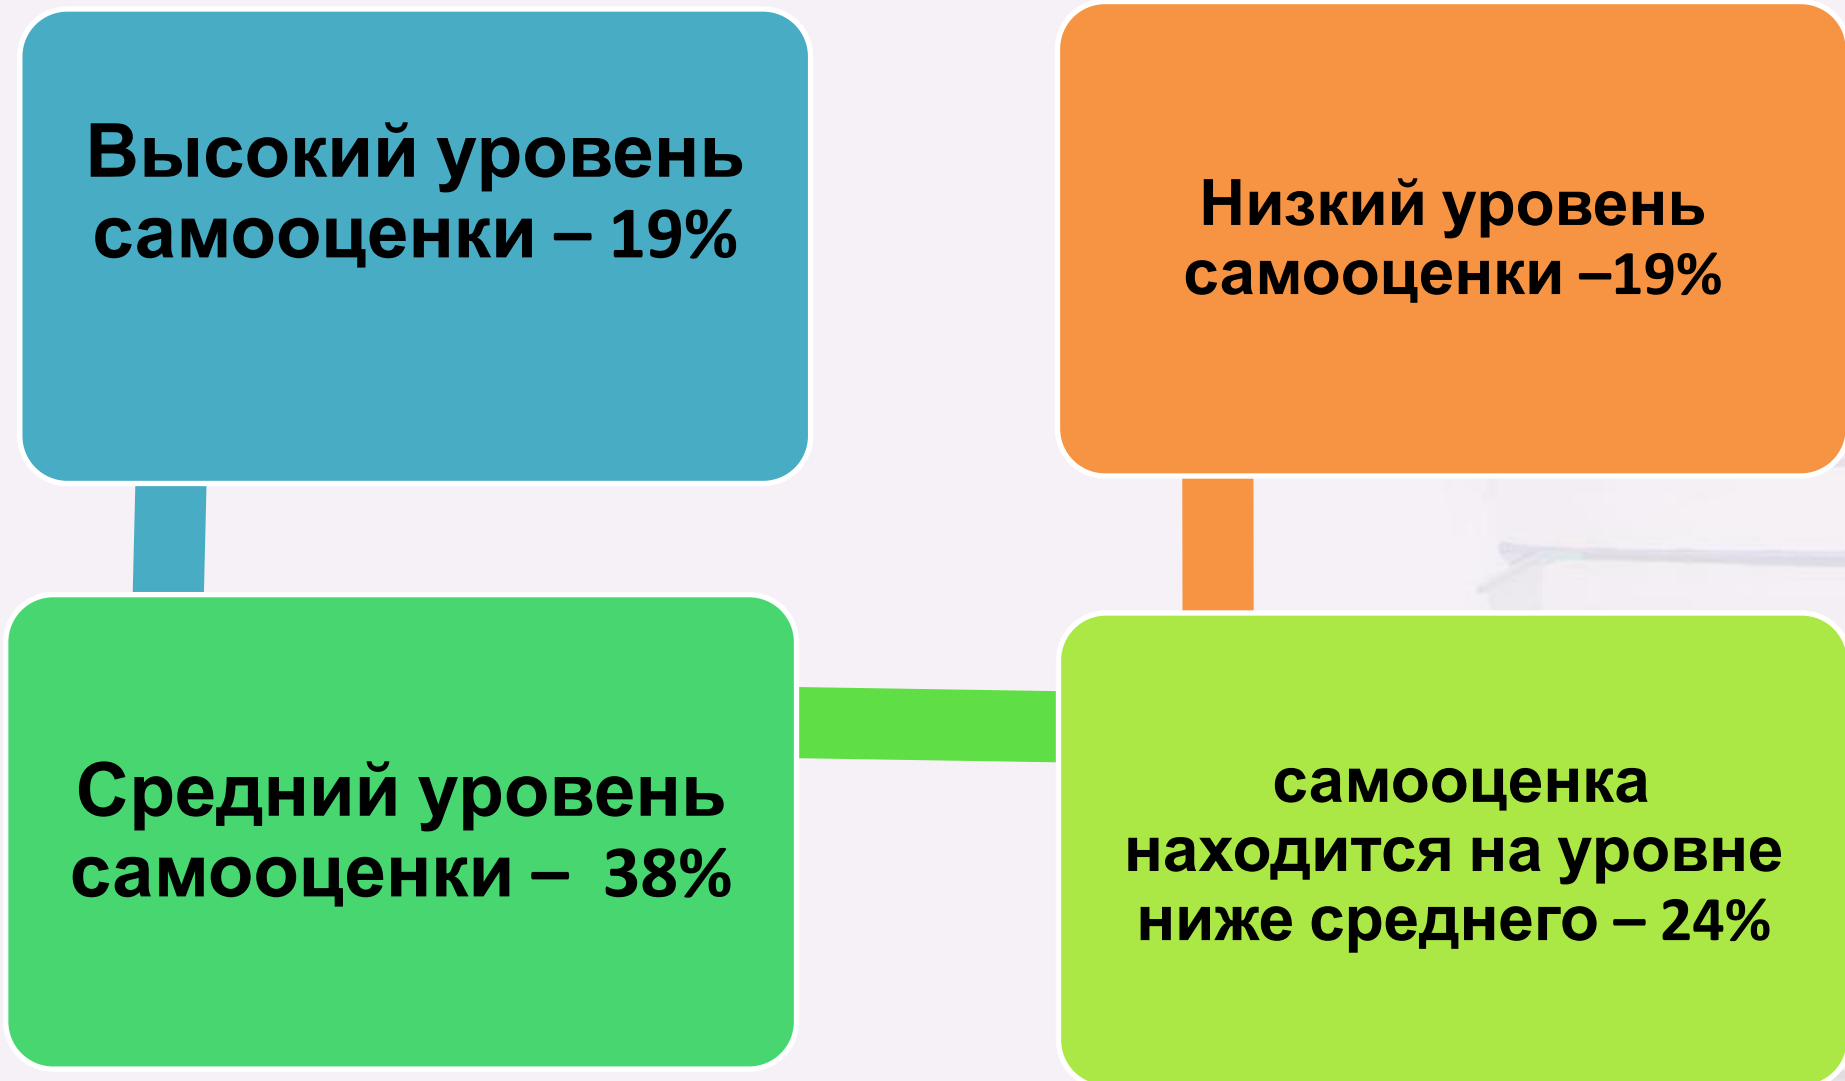 Высокий уровень
самооценки – 19%
Низкий уровень
самооценки –19%
Средний уровень
самооценки –  38%
самооценка
находится на уровне
ниже среднего – 24%